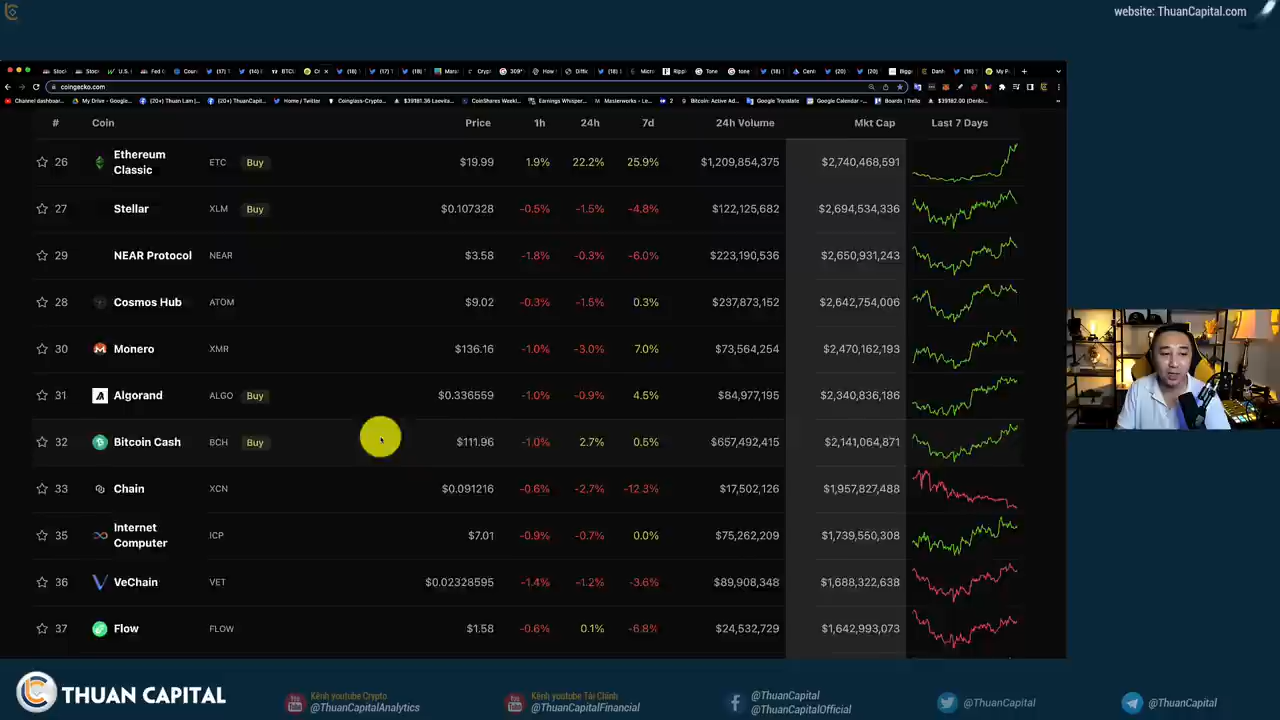 website: ThuanCapital.com
coingecko.com
# Coin Price 1h 24h 7d 24h Volume Mkt Cap Last 7 Days
26 Ethereum Classic ETC Buy $19.99 1.9% 22.2% 25.9% $1,209,854,375 $2,740,468,591
27 Stellar XLM Buy $0.107328 -0.5% -1.5% -4.8% $122,125,682 $2,694,534,336
29 NEAR Protocol NEAR $3.58 -1.8% -0.3% -6.0% $223,190,536 $2,650,931,243
28 Cosmos Hub ATOM $9.02 -0.3% -1.5% 0.3% $237,873,152 $2,642,754,006
30 Monero XMR $136.16 -1.0% -3.0% 7.0% $73,564,254 $2,470,162,193
31 Algorand ALGO Buy $0.336559 -1.0% -0.9% 4.5% $84,977,195 $2,340,836,186
32 Bitcoin Cash BCH Buy $111.96 -1.0% 2.7% 0.5% $657,492,415 $2,141,064,871
33 Chain XCN $0.091216 -0.6% -2.7% -12.3% $17,502,126 $1,957,827,488
35 Internet Computer ICP $7.01 -0.9% -0.7% 0.0% $75,262,209 $1,739,550,308
36 VeChain VET $0.02328595 -1.4% -1.2% -3.6% $89,908,348 $1,688,322,638
37 Flow FLOW $1.58 -0.6% 0.1% -6.8% $24,532,729 $1,642,993,073
THUAN CAPITAL
Kênh youtube Crypto
@ThuanCapitalAnalytics
Kênh youtube Tài Chính
@ThuanCapitalFinancial
@ThuanCapital
@ThuanCapitalOfficial
@ThuanCapital
@ThuanCapital